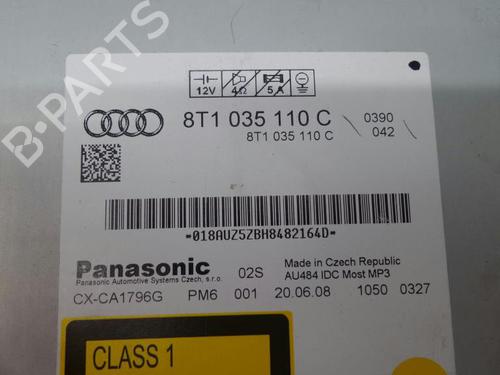 12V 4Ω 5A
8T1 035 110 C 0390
8T1 035 110 C 042
*018AUZ5ZBH8482164D*
Panasonic 02S Made in Czech Republic
Panasonic Automotive Systems Czech, s.r.o. AU484 IDC Most MP3
CX-CA1796G PM6 001 20.06.08 1050 0327
CLASS 1
B-PARTS